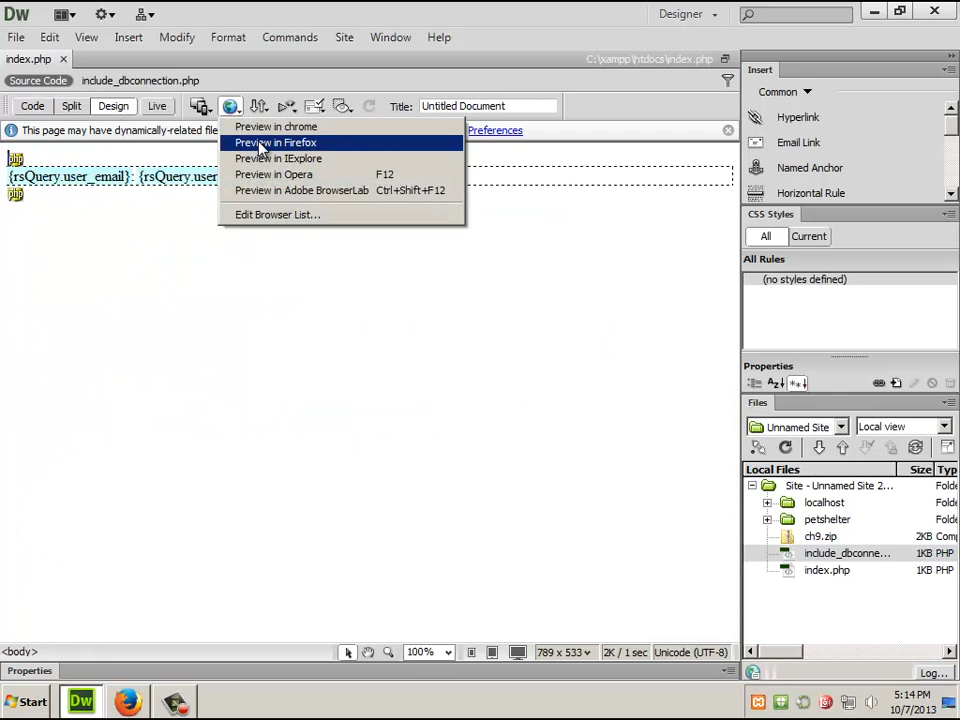 Dw
Designer
File Edit View Insert Modify Format Commands Site Window Help
index.php × C:\xampp\htdocs\index.php
Source Code include_dbconnection.php
Code Split Design Live Title: Untitled Document
This page may have dynamically-related file Preferences
Preview in chrome
Preview in Firefox
Preview in IExplore
Preview in Opera F12
Preview in Adobe BrowserLab Ctrl+Shift+F12
Edit Browser List...
php
{rsQuery.user_email}: {rsQuery.user
php
Insert
Common
Hyperlink
Email Link
Named Anchor
Horizontal Rule
CSS Styles
All Current
All Rules
(no styles defined)
Properties
Files
Unnamed Site Local view
Local Files Size Typ
Site - Unnamed Site 2... Folde
localhost Folde
petshelter Folde
ch9.zip 2KB Comp
include_dbconne... 1KB PHP
index.php 1KB PHP
<body> 100% 789 x 533 2K / 1 sec Unicode (UTF-8)
Log...
Properties
Start Dw
5:14 PM
10/7/2013